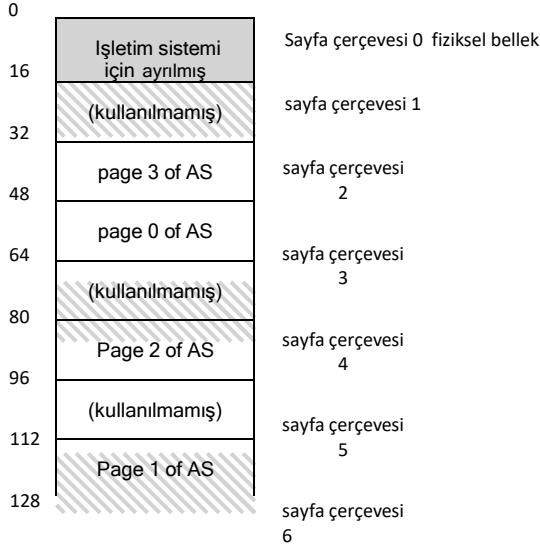 0
Işletim sistemi
için ayrılmış
Sayfa çerçevesi 0 fiziksel bellek
16
(kullanılmamış)
sayfa çerçevesi 1
32
page 3 of AS
sayfa çerçevesi
2
48
page 0 of AS
64
sayfa çerçevesi
3
(kullanılmamış)
80
Page 2 of AS
sayfa çerçevesi
4
96
(kullanılmamış)
sayfa çerçevesi
5
112
Page 1 of AS
128
sayfa çerçevesi
6